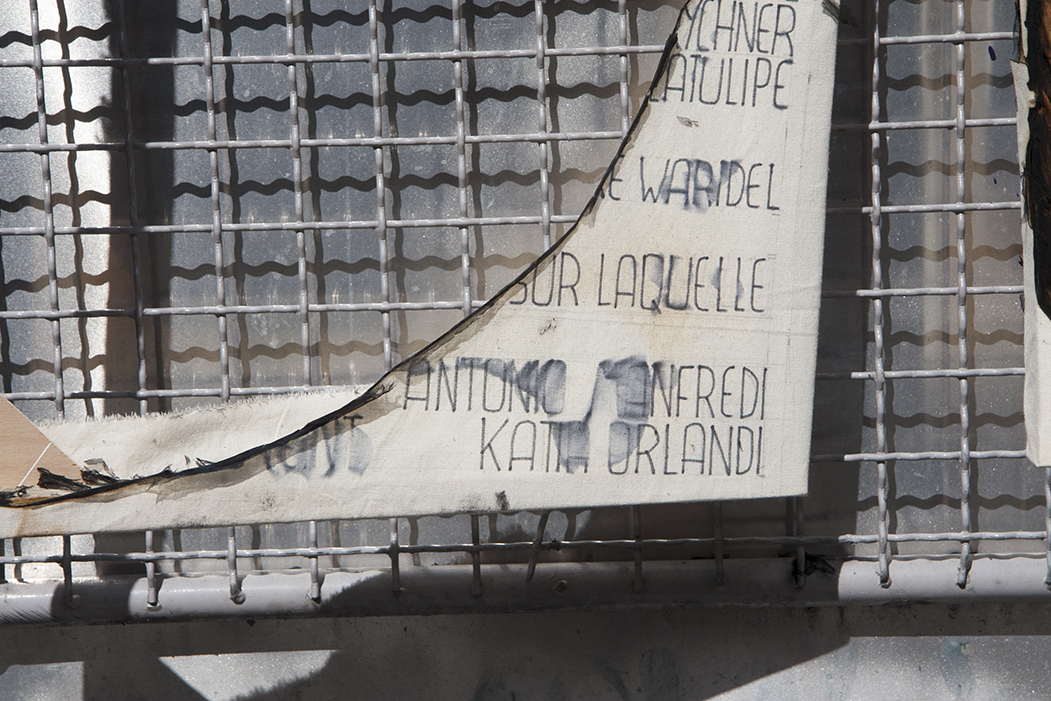 YCHNER
LATULIPE
E WARIDEL
SUR LAQUELLE
ANTONIO MANFREDI
KATIA ORLANDI